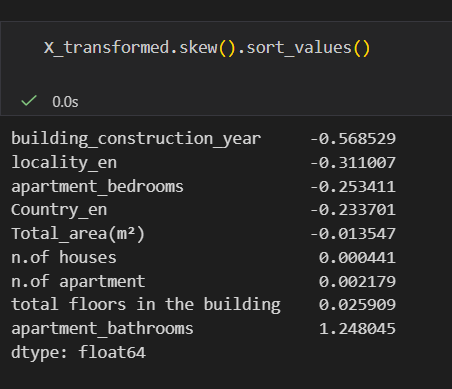 X_transformed.skew().sort_values()
0.0s
building_construction_year -0.568529
locality_en -0.311007
apartment_bedrooms -0.253411
Country_en -0.233701
Total_area(m²) -0.013547
n.of houses 0.000441
n.of apartment 0.002179
total floors in the building 0.025909
apartment_bathrooms 1.248045
dtype: float64